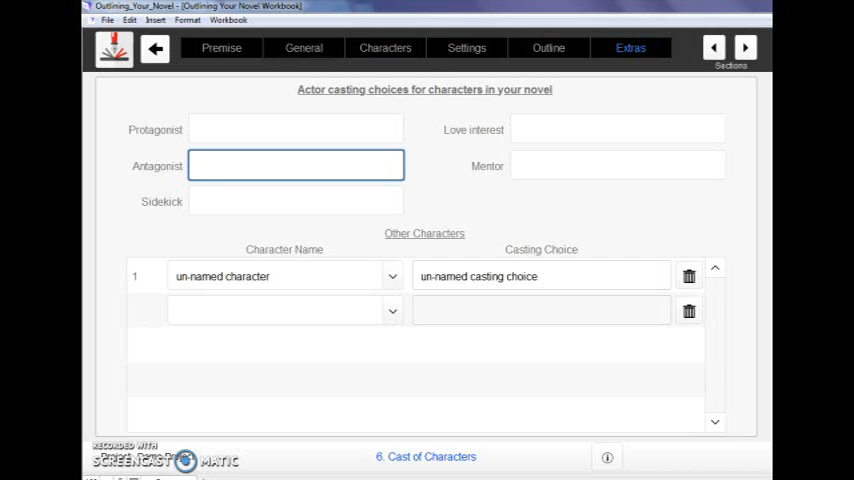 Outlining_Your_Novel - [Outlining Your Novel Workbook]
File Edit Insert Format Workbook
Premise General Characters Settings Outline Extras
Sections
Actor casting choices for characters in your novel
Protagonist Love interest
Antagonist Mentor
Sidekick
Other Characters
Character Name Casting Choice
1 un-named character un-named casting choice
RECORDED WITH
SCREENCAST MATIC
6. Cast of Characters